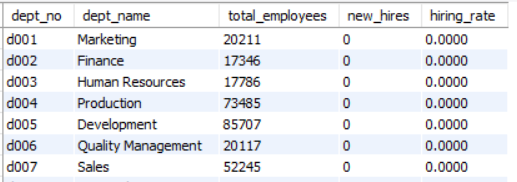 dept_no dept_name total_employees new_hires hiring_rate
d001 Marketing 20211 0 0.0000
d002 Finance 17346 0 0.0000
d003 Human Resources 17786 0 0.0000
d004 Production 73485 0 0.0000
d005 Development 85707 0 0.0000
d006 Quality Management 20117 0 0.0000
d007 Sales 52245 0 0.0000